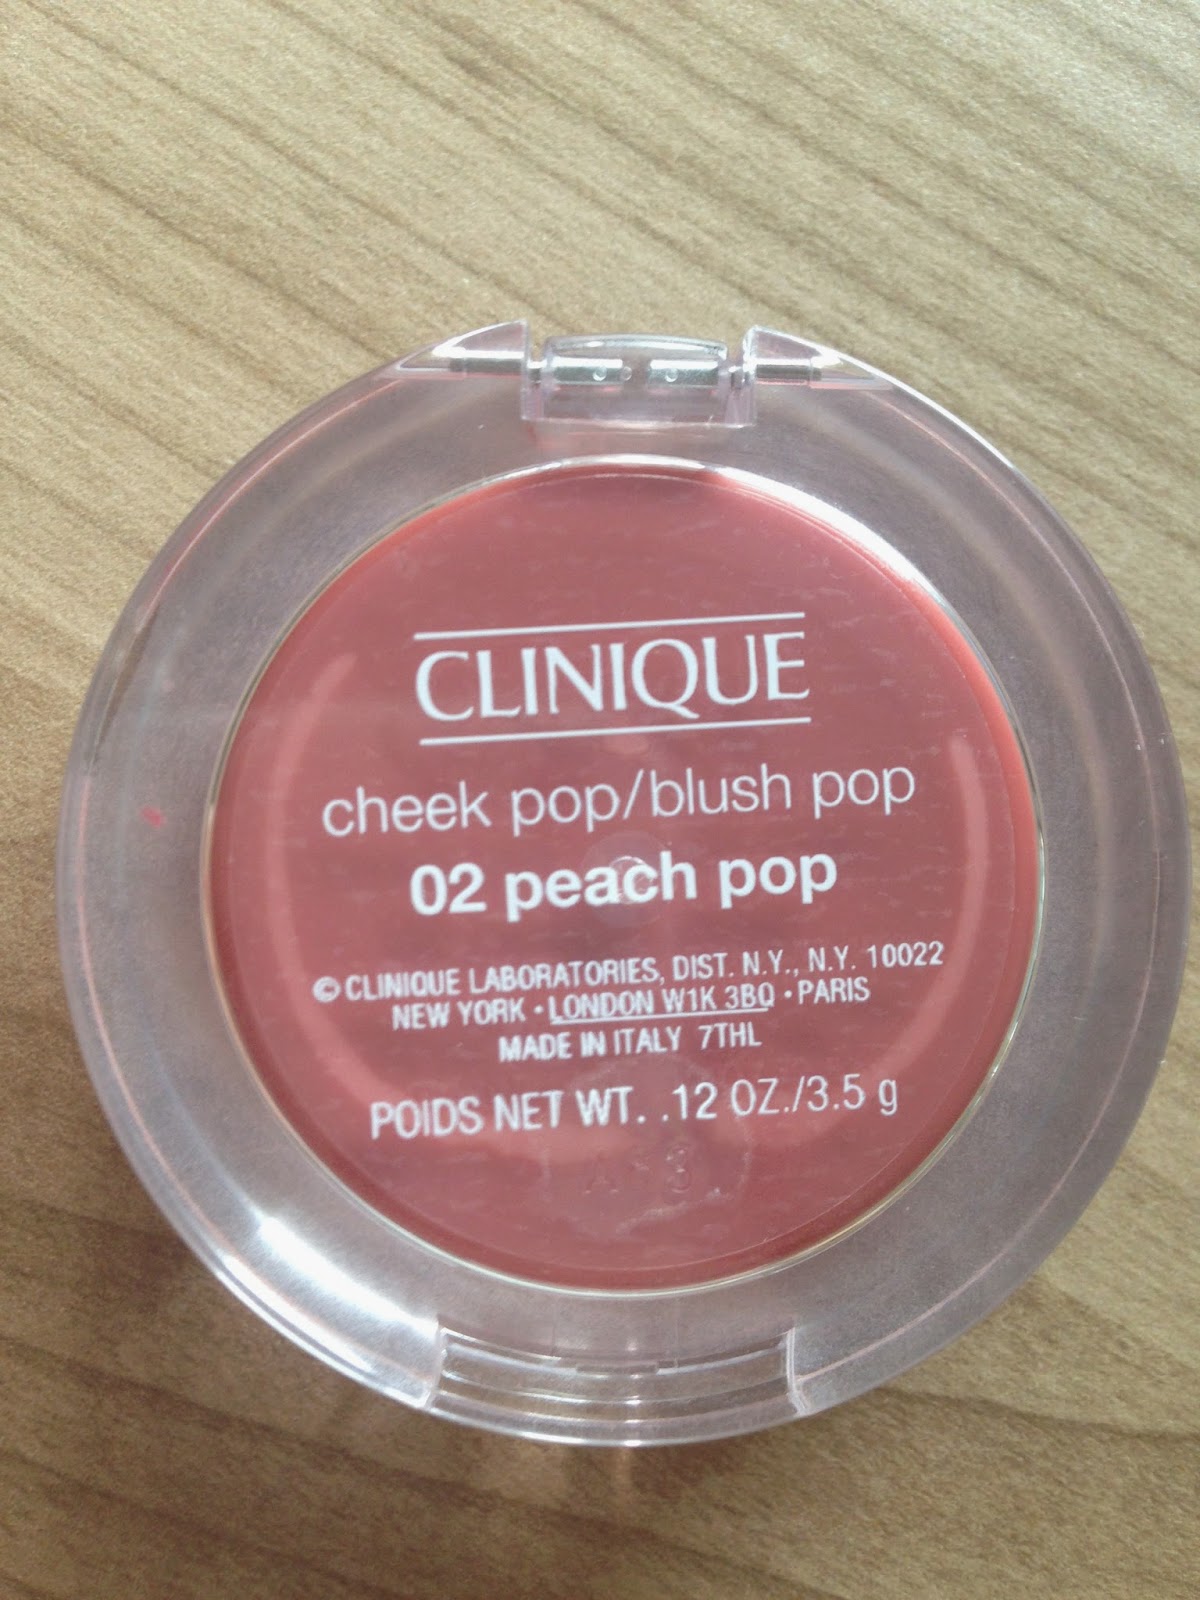 CLINIQUE
cheek pop/blush pop
02 peach pop
© CLINIQUE LABORATORIES, DIST. N.Y., N.Y. 10022
NEW YORK · LONDON W1K 3BQ · PARIS
MADE IN ITALY 7THL
POIDS NET WT. .12 OZ./3.5 g